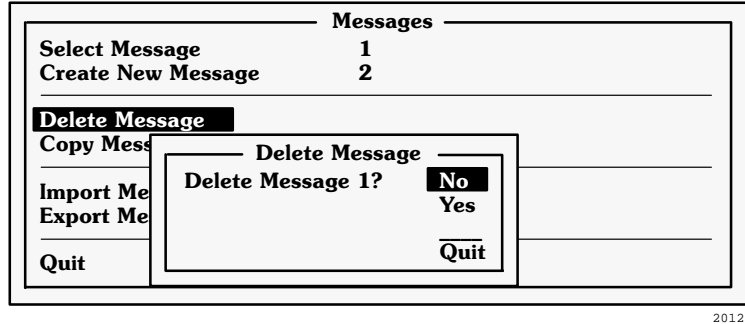 Messages
Select Message 1
Create New Message 2
Delete Message
Copy Mess
Delete Message
Delete Message 1? No
Import Me
Yes
Export Me
Quit
Quit
2012